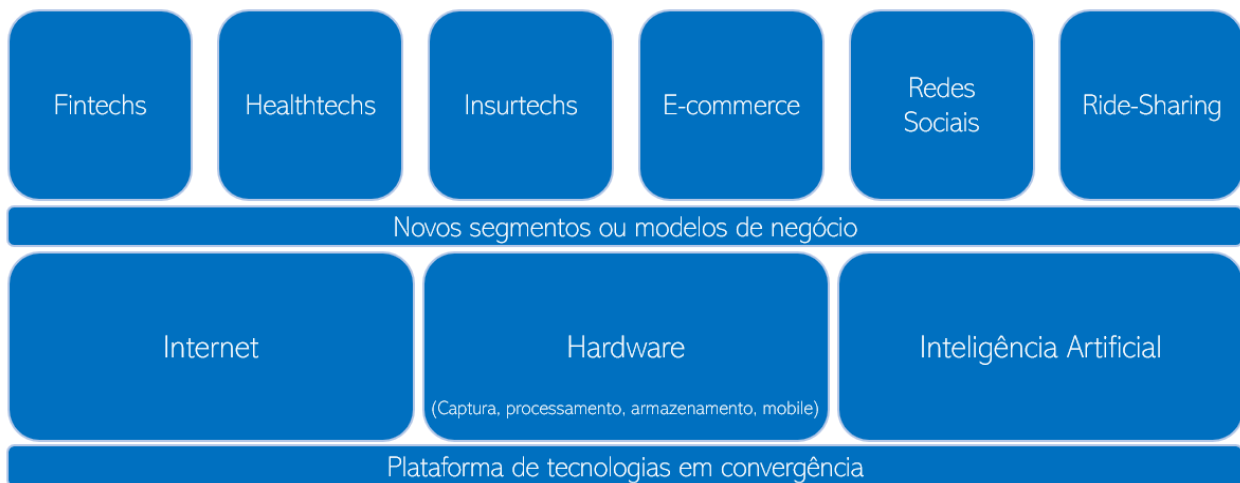 Fintechs
Healthtechs
Insurtechs
E-commerce
Redes
Sociais
Ride-Sharing
Novos segmentos ou modelos de negócio
Internet
Hardware
(Captura, processamento, armazenamento, mobile)
Inteligência Artificial
Plataforma de tecnologias em convergência